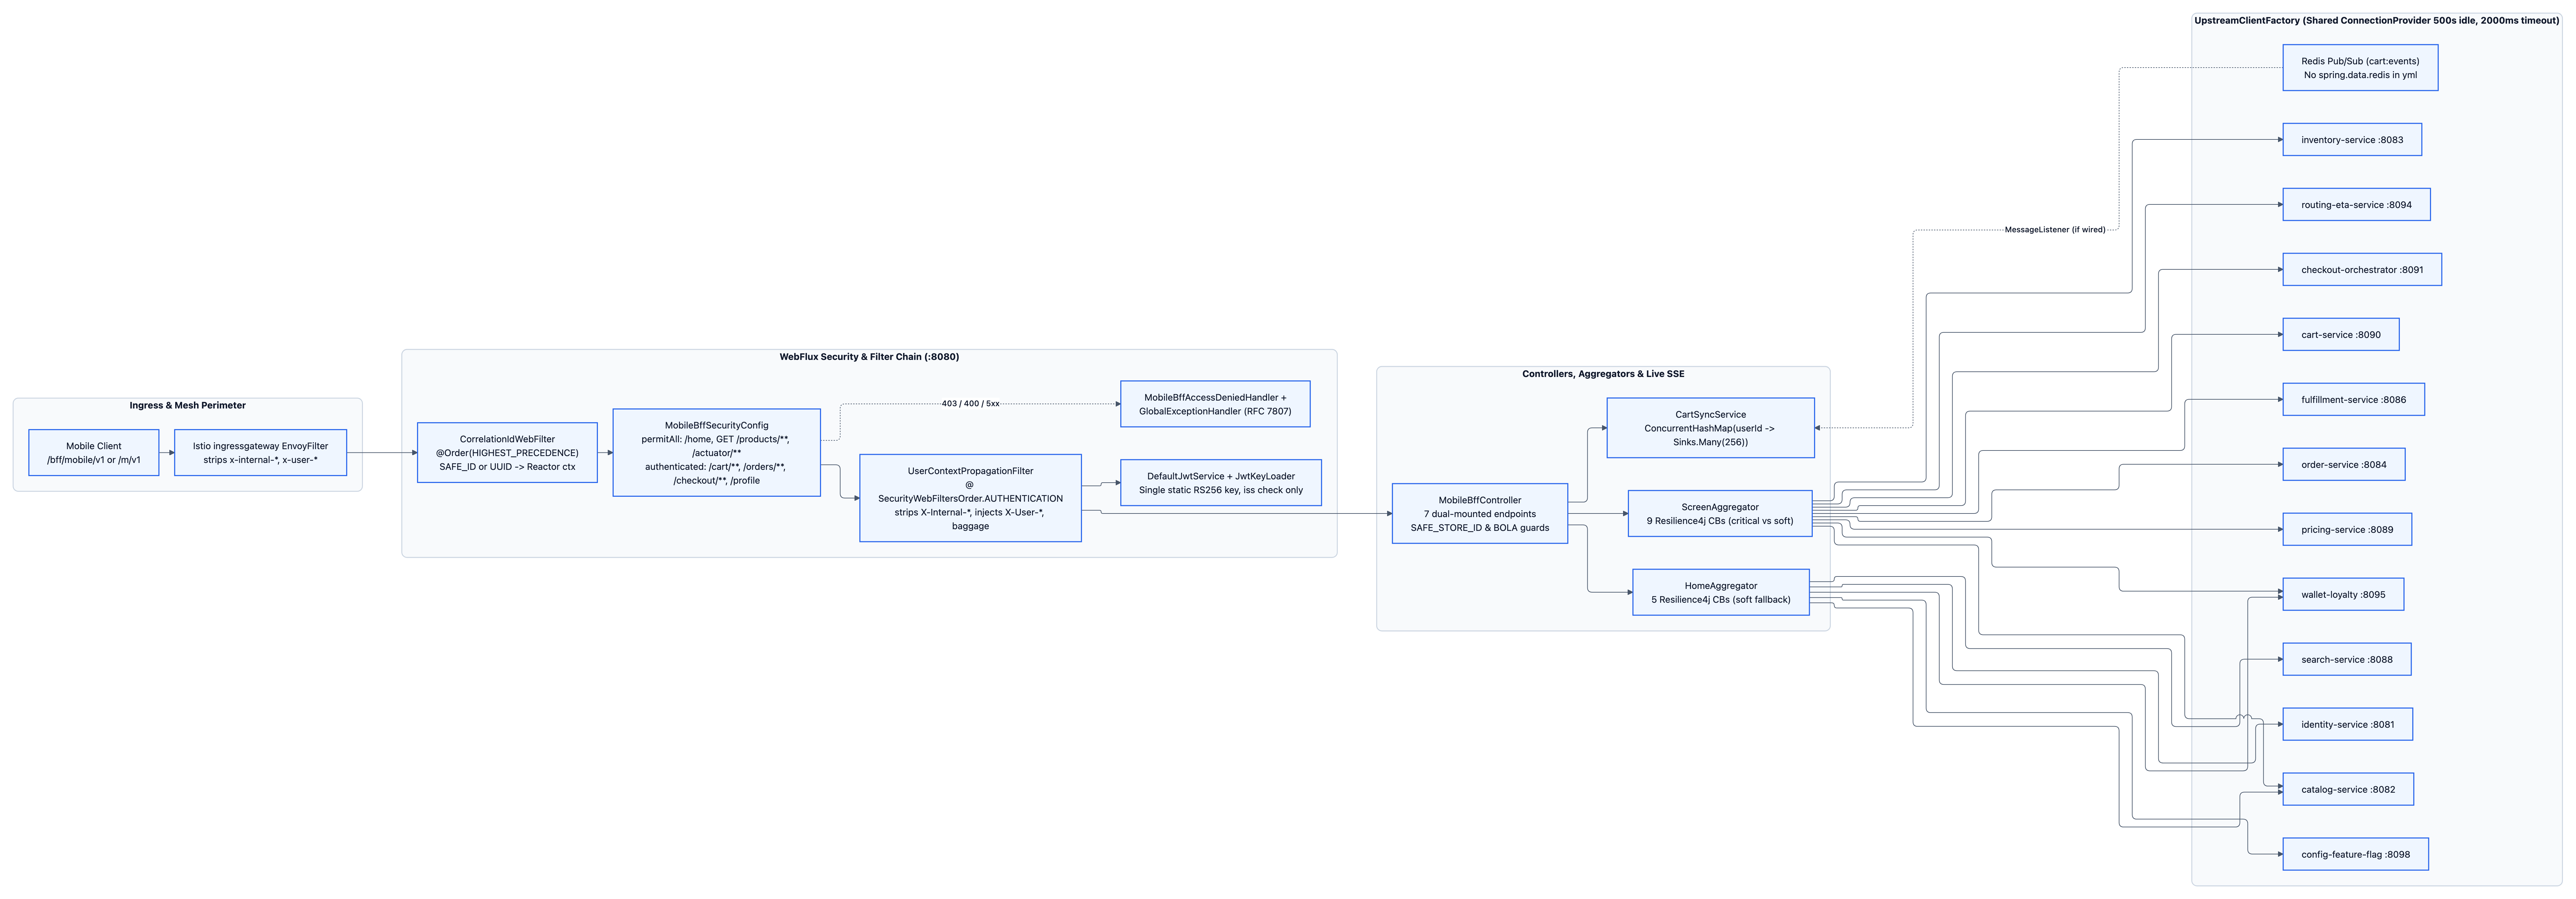 Ingress & Mesh Perimeter
Mobile Client
/bff/mobile/v1 or /m/v1
Istio ingressgateway EnvoyFilter
strips x-internal-*, x-user-*
WebFlux Security & Filter Chain (:8080)
CorrelationIdWebFilter
@Order(HIGHEST_PRECEDENCE)
SAFE_ID or UUID -> Reactor ctx
MobileBffSecurityConfig
permitAll: /home, GET /products/**,
/actuator/**
authenticated: /cart/**, /orders/**,
/checkout/**, /profile
403 / 400 / 5xx
MobileBffAccessDeniedHandler +
GlobalExceptionHandler (RFC 7807)
UserContextPropagationFilter
@
SecurityWebFiltersOrder.AUTHENTICATION
strips X-Internal-*, injects X-User-*,
baggage
DefaultJwtService + JwtKeyLoader
Single static RS256 key, iss check only
Controllers, Aggregators & Live SSE
MobileBffController
7 dual-mounted endpoints
SAFE_STORE_ID & BOLA guards
CartSyncService
ConcurrentHashMap(userId ->
Sinks.Many(256))
ScreenAggregator
9 Resilience4j CBs (critical vs soft)
HomeAggregator
5 Resilience4j CBs (soft fallback)
MessageListener (if wired)
UpstreamClientFactory (Shared ConnectionProvider 500s idle, 2000ms timeout)
Redis Pub/Sub (cart:events)
No spring.data.redis in yml
inventory-service :8083
routing-eta-service :8094
checkout-orchestrator :8091
cart-service :8090
fulfillment-service :8086
order-service :8084
pricing-service :8089
wallet-loyalty :8095
search-service :8088
identity-service :8081
catalog-service :8082
config-feature-flag :8098